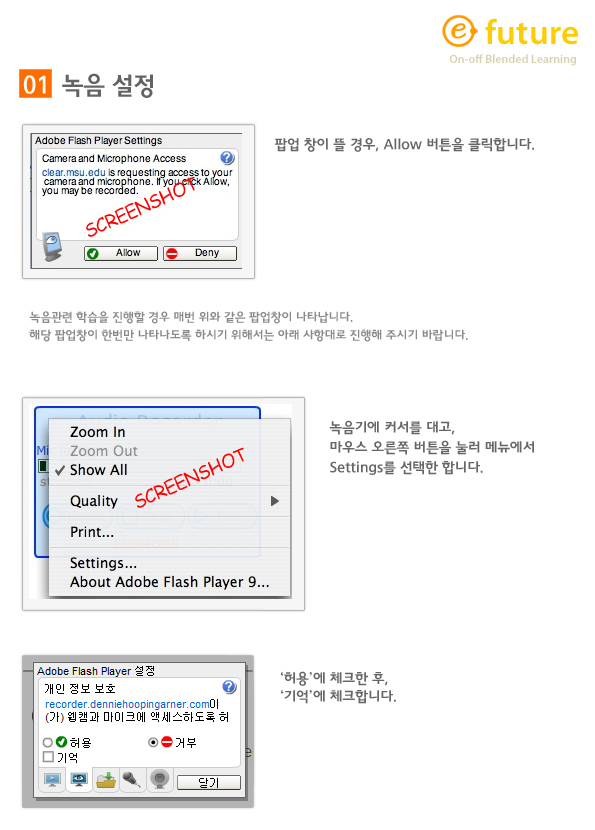 e future
On-off Blended Learning
01 녹음 설정
Adobe Flash Player Settings
Camera and Microphone Access
clear.msu.edu is requesting access to your
camera and microphone. If you click Allow,
you may be recorded.
SCREENSHOT
Allow
Deny
팝업 창이 뜰 경우, Allow 버튼을 클릭합니다.
녹음관련 학습을 진행할 경우 매번 위와 같은 팝업창이 나타납니다.
해당 팝업창이 한번만 나타나도록 하시기 위해서는 아래 사항대로 진행해 주시기 바랍니다.
Zoom In
Zoom Out
Show All
Quality
Print...
Settings...
About Adobe Flash Player 9...
SCREENSHOT
녹음기에 커서를 대고,
마우스 오른쪽 버튼을 눌러 메뉴에서
Settings를 선택한 합니다.
Adobe Flash Player 설정
개인 정보 보호
recorder.denniehoopingarner.com이
(가) 웹캠과 마이크에 액세스하도록 허
허용
거부
기억
닫기
‘허용’에 체크한 후,
‘기억’에 체크합니다.